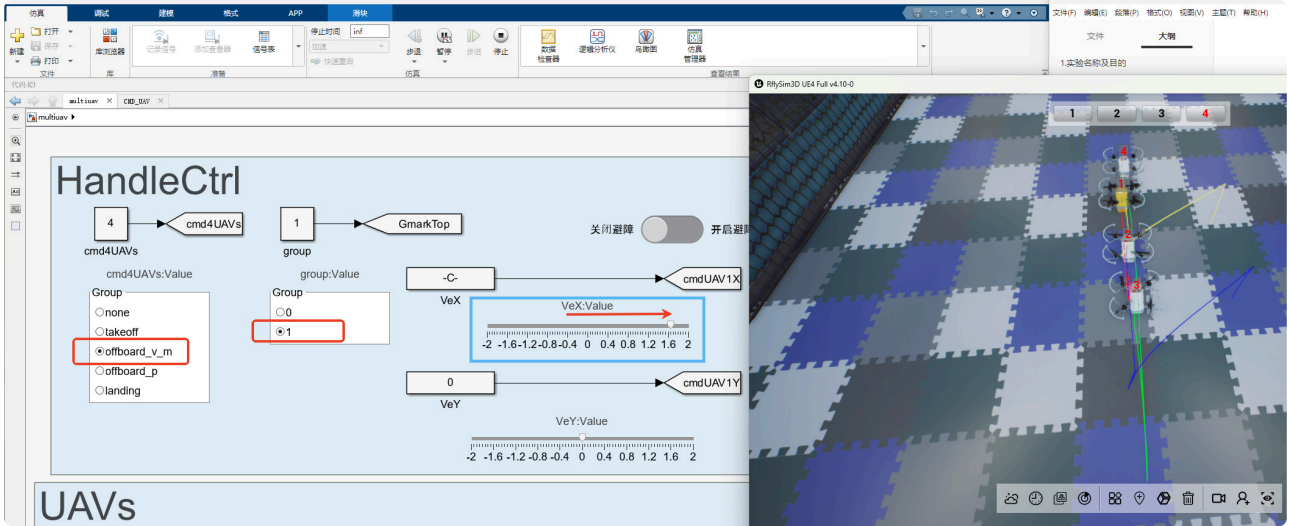 仿真 调试 建模 格式 APP 滑块
文件(F) 编辑(E) 段落(P) 格式(O) 视图(V) 主题(T) 帮助(H)
文件 大纲
1.实验名称及目的
新建 打开 保存 打印
文件
库浏览器
库
记录信号 添加查看器 信号表
准备
停止时间 inf
加速
快速重启
步退 暂停 步进 停止
仿真
数据检查器 逻辑分析仪 鸟瞰图 仿真管理器
查看结果
multiuav × CMD_UAV ×
multiuav
HandleCtrl
4 cmd4UAVs
cmd4UAVs
1 GmarkTop
group
关闭避障 开启避
cmd4UAVs:Value
Group
none
takeoff
offboard_v_m
offboard_p
landing
group:Value
Group
0
1
-C- cmdUAV1X
VeX
VeX:Value
-2 -1.6 -1.2 -0.8 -0.4 0 0.4 0.8 1.2 1.6 2
0 cmdUAV1Y
VeY
VeY:Value
-2 -1.6 -1.2 -0.8 -0.4 0 0.4 0.8 1.2 1.6 2
UAVs
RflySim3D UE4 Full v4.10-0
1 2 3 4
4
1
2
3